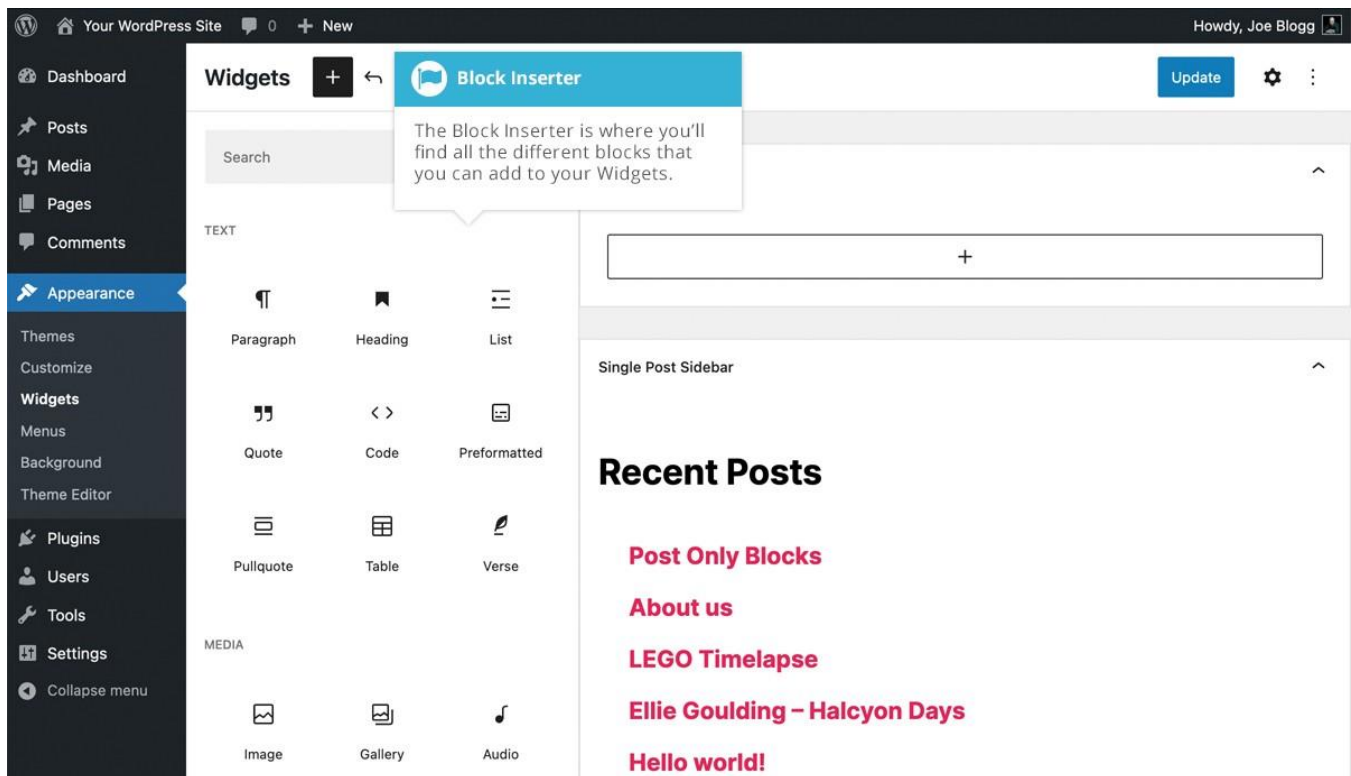 Your WordPress Site 0 New Howdy, Joe Blogg
Dashboard
Posts
Media
Pages
Comments
Appearance
Themes
Customize
Widgets
Menus
Background
Theme Editor
Plugins
Users
Tools
Settings
Collapse menu
Widgets
Block Inserter
The Block Inserter is where you'll
find all the different blocks that
you can add to your Widgets.
Update
Search
TEXT
Paragraph Heading List
Quote Code Preformatted
Pullquote Table Verse
MEDIA
Image Gallery Audio
Single Post Sidebar
Recent Posts
Post Only Blocks
About us
LEGO Timelapse
Ellie Goulding – Halcyon Days
Hello world!